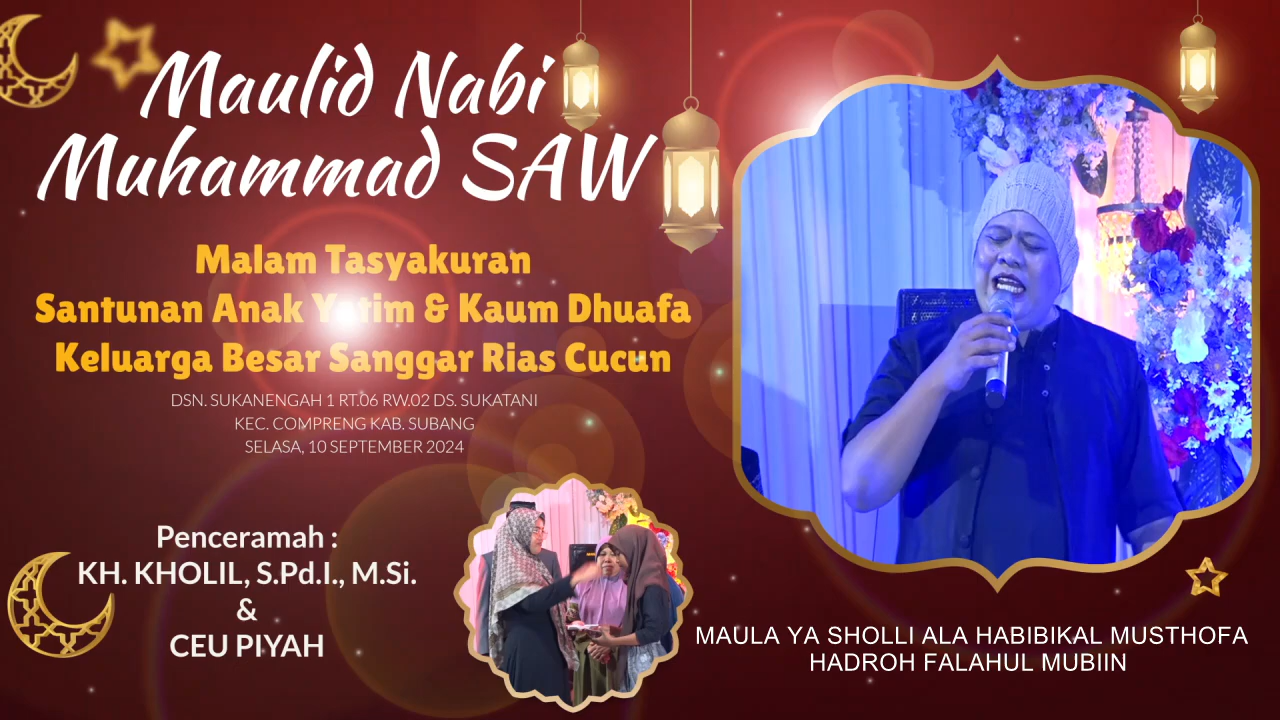 Maulid Nabi
Muhammad SAW
Malam Tasyakuran
Santunan Anak Yatim & Kaum Dhuafa
Keluarga Besar Sanggar Rias Cucun
DSN. SUKANENGAH 1 RT.06 RW.02 DS. SUKATANI
KEC. COMPRENG KAB. SUBANG
SELASA, 10 SEPTEMBER 2024
Penceramah :
KH. KHOLIL, S.Pd.I., M.Si.
&
CEU PIYAH
MAULA YA SHOLLI ALA HABIBIKAL MUSTHOFA
HADROH FALAHUL MUBIIN